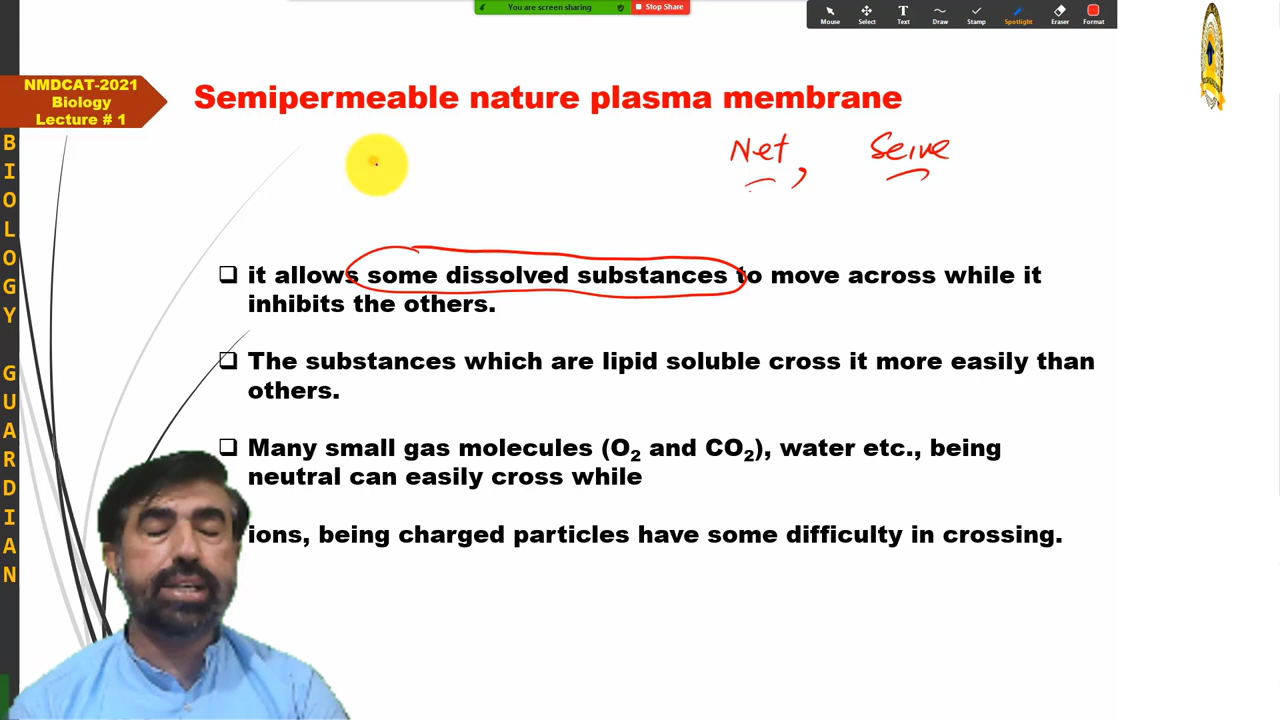 You are screen sharing
Stop Share
Mouse
Select
Text
Draw
Stamp
Spotlight
Eraser
Format
NMDCAT-2021
Biology
Lecture # 1
BIOLOGY GUARDIAN
Semipermeable nature plasma membrane
Net, Seive
❑ it allows some dissolved substances to move across while it
inhibits the others.
❑ The substances which are lipid soluble cross it more easily than
others.
❑ Many small gas molecules (O₂ and CO₂), water etc., being
neutral can easily cross while
ions, being charged particles have some difficulty in crossing.